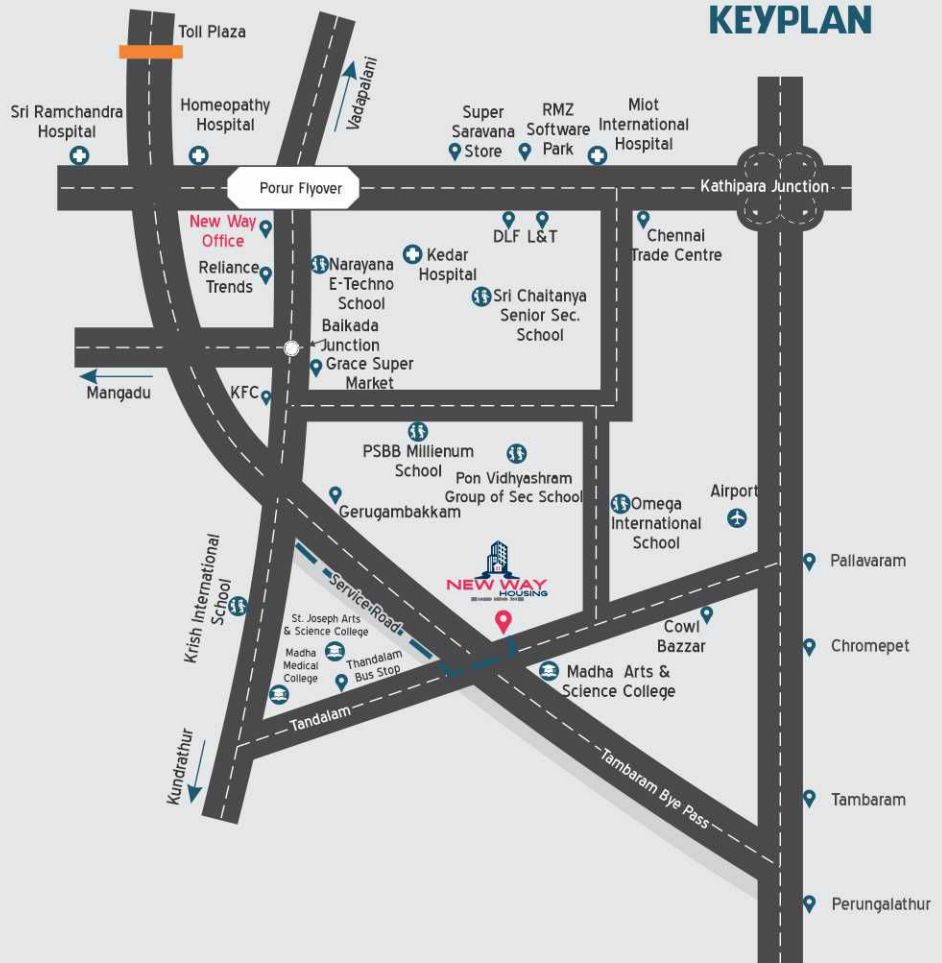 KEYPLAN
Toll Plaza
Sri Ramchandra
Hospital
Homeopathy
Hospital
Vadapalani
Super
Saravana
Store
RMZ
Software
Park
Miot
International
Hospital
Porur Flyover
Kathipara Junction
New Way
Office
Reliance
Trends
Narayana
E-Techno
School
Kedar
Hospital
DLF
L&T
Chennai
Trade Centre
Sri Chaitanya
Senior Sec.
School
Baikada
Junction
Grace Super
Market
Mangadu
KFC
PSBB Millienum
School
Pon Vidhyashram
Group of Sec School
Gerugambakkam
Omega
International
School
Airport
Pallavaram
NEW WAY
HOUSING
Service Road
Krish International
School
St. Joseph Arts
& Science College
Madha
Medical
College
Thandalam
Bus Stop
Cowl
Bazzar
Chromepet
Madha Arts &
Science College
Tandalam
Kundrathur
Tambaram Bye Pass
Tambaram
Perungalathur